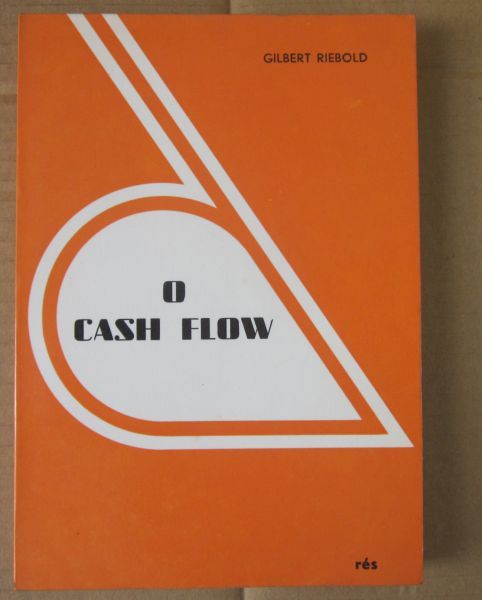 GILBERT RIEBOLD
O
CASH FLOW
rés